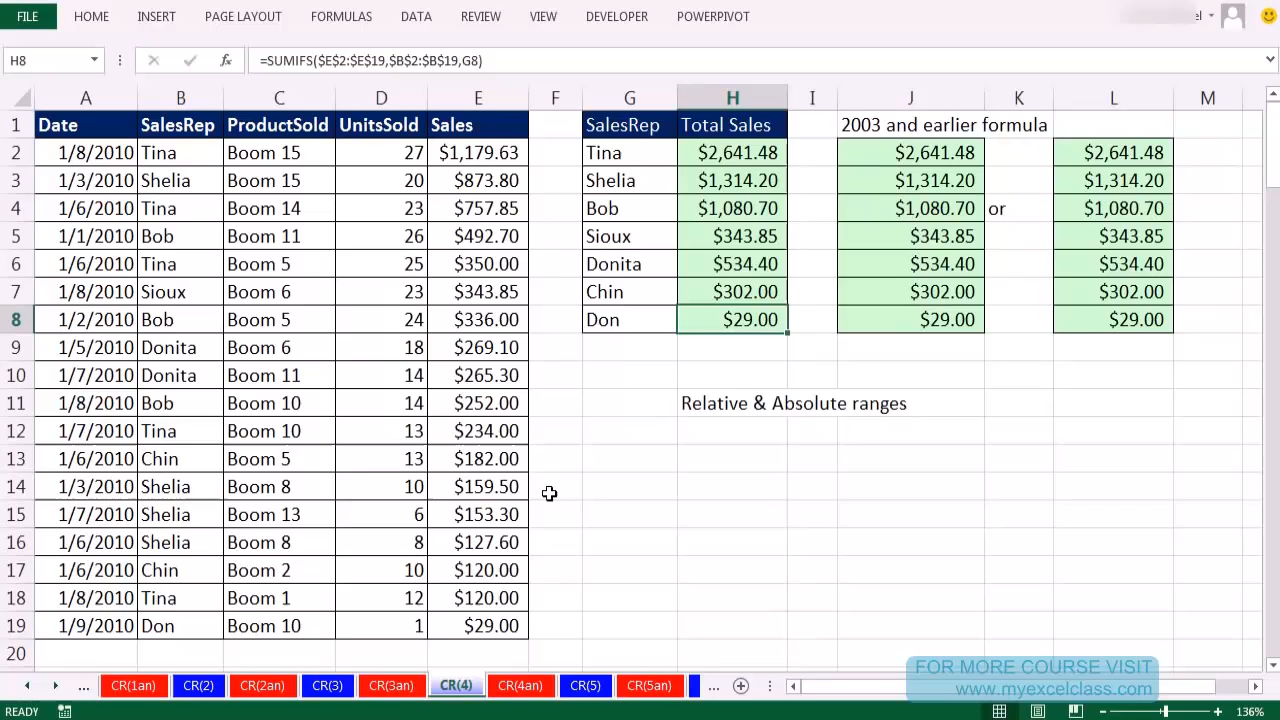 FILE HOME INSERT PAGE LAYOUT FORMULAS DATA REVIEW VIEW DEVELOPER POWERPIVOT
H8 fx =SUMIFS($E$2:$E$19,$B$2:$B$19,G8)
A B C D E F G H I J K L M
1 Date SalesRep ProductSold UnitsSold Sales SalesRep Total Sales 2003 and earlier formula
2 1/8/2010 Tina Boom 15 27 $1,179.63 Tina $2,641.48 $2,641.48 $2,641.48
3 1/3/2010 Shelia Boom 15 20 $873.80 Shelia $1,314.20 $1,314.20 $1,314.20
4 1/6/2010 Tina Boom 14 23 $757.85 Bob $1,080.70 $1,080.70 or $1,080.70
5 1/1/2010 Bob Boom 11 26 $492.70 Sioux $343.85 $343.85 $343.85
6 1/6/2010 Tina Boom 5 25 $350.00 Donita $534.40 $534.40 $534.40
7 1/8/2010 Sioux Boom 6 23 $343.85 Chin $302.00 $302.00 $302.00
8 1/2/2010 Bob Boom 5 24 $336.00 Don $29.00 $29.00 $29.00
9 1/5/2010 Donita Boom 6 18 $269.10
10 1/7/2010 Donita Boom 11 14 $265.30
11 1/8/2010 Bob Boom 10 14 $252.00 Relative & Absolute ranges
12 1/7/2010 Tina Boom 10 13 $234.00
13 1/6/2010 Chin Boom 5 13 $182.00
14 1/3/2010 Shelia Boom 8 10 $159.50
15 1/7/2010 Shelia Boom 13 6 $153.30
16 1/6/2010 Shelia Boom 8 8 $127.60
17 1/6/2010 Chin Boom 2 10 $120.00
18 1/8/2010 Tina Boom 1 12 $120.00
19 1/9/2010 Don Boom 10 1 $29.00
20
FOR MORE COURSE VISIT
www.myexcelclass.com
... CR(1an) CR(2) CR(2an) CR(3) CR(3an) CR(4) CR(4an) CR(5) CR(5an) ...
READY 136%